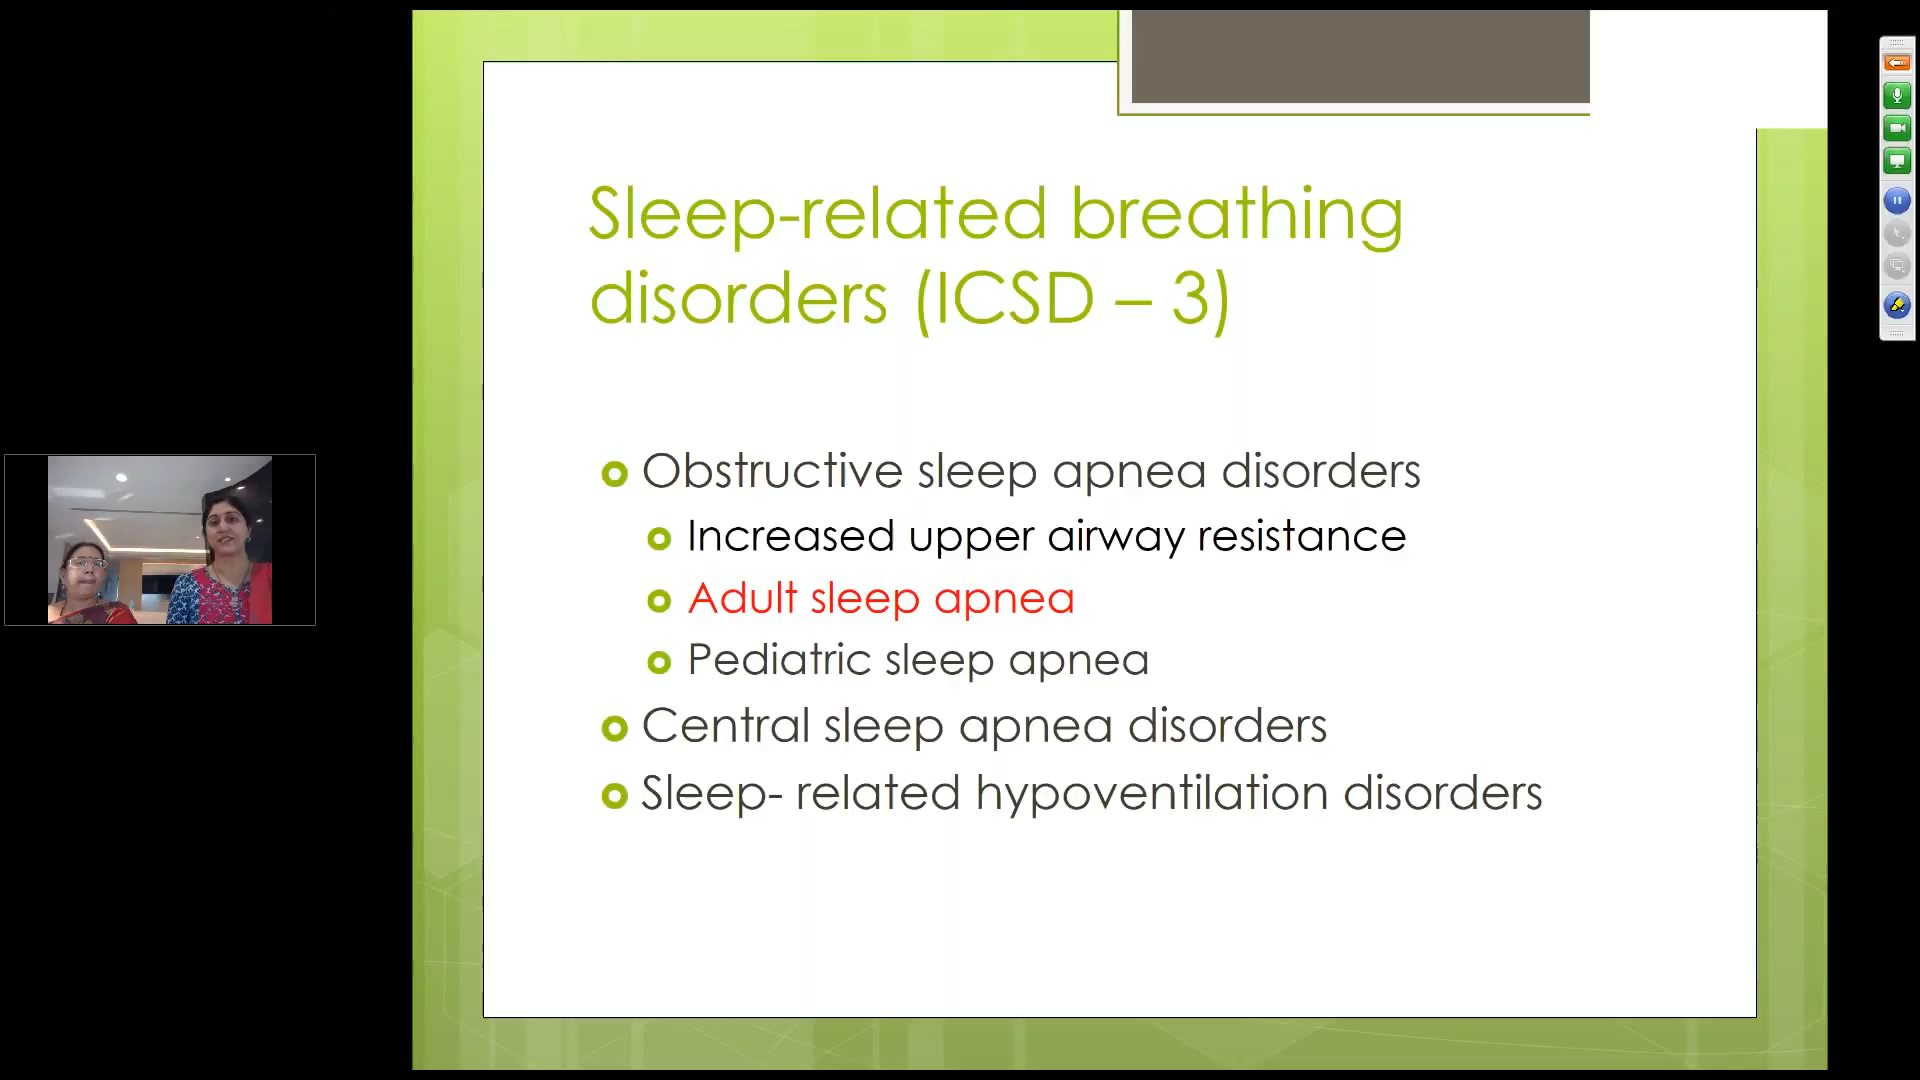 Sleep-related breathing
disorders (ICSD – 3)
Obstructive sleep apnea disorders
Increased upper airway resistance
Adult sleep apnea
Pediatric sleep apnea
Central sleep apnea disorders
Sleep- related hypoventilation disorders